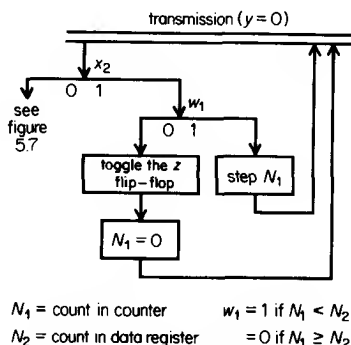 transmission (y=0)
x₂
0 1
see
figure
5.7
w₁
0 1
toggle the z
flip-flop
step N₁
N₁ = 0
N₁ = count in counter w₁ = 1 if N₁ < N₂
N₂ = count in data register = 0 if N₁ ≥ N₂